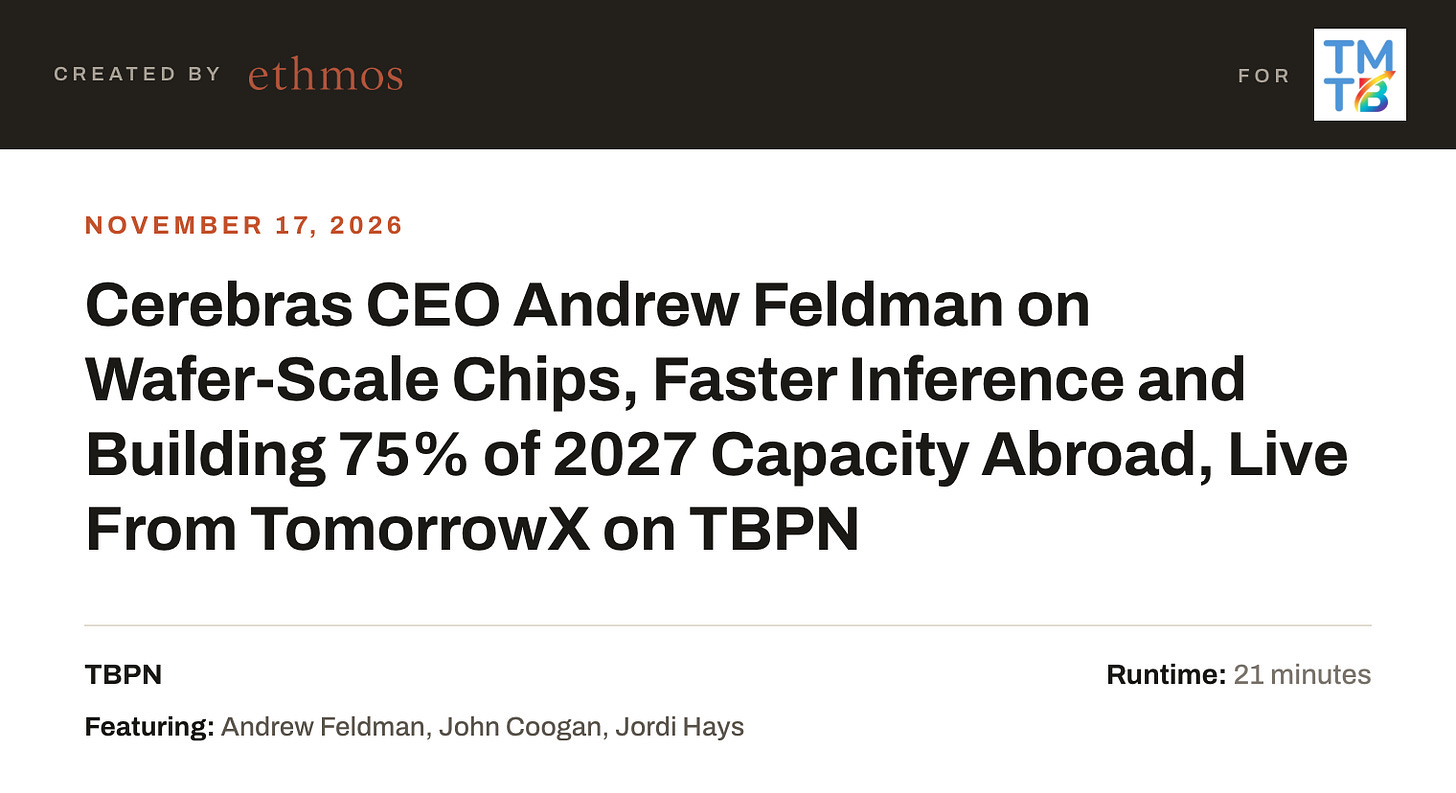 CREATED BY ethmos
FOR
TM
TB
NOVEMBER 17, 2026
Cerebras CEO Andrew Feldman on
Wafer-Scale Chips, Faster Inference and
Building 75% of 2027 Capacity Abroad, Live
From TomorrowX on TBPN
TBPN
Runtime: 21 minutes
Featuring: Andrew Feldman, John Coogan, Jordi Hays